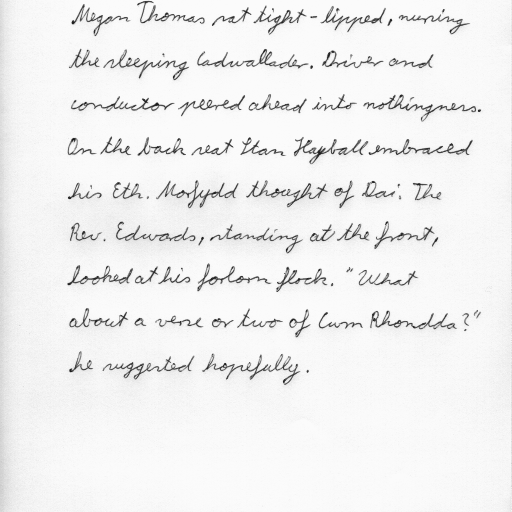 Megan Thomas sat tight-lipped, nursing
the sleeping Cadwallader. Driver and
conductor peered ahead into nothingness.
On the back seat Stan Hayball embraced
his Eth. Morfydd thought of Dai. The
Rev. Edwards, standing at the front,
looked at his forlorn flock. "What
about a verse or two of Cwm Rhondda?"
he suggested hopefully.